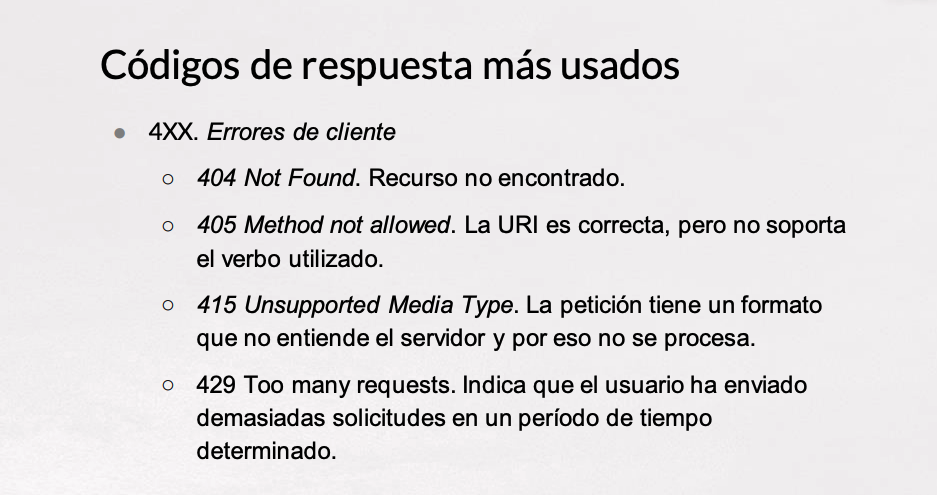 Códigos de respuesta más usados
● 4XX. Errores de cliente
○ 404 Not Found. Recurso no encontrado.
○ 405 Method not allowed. La URI es correcta, pero no soporta
el verbo utilizado.
○ 415 Unsupported Media Type. La petición tiene un formato
que no entiende el servidor y por eso no se procesa.
○ 429 Too many requests. Indica que el usuario ha enviado
demasiadas solicitudes en un período de tiempo
determinado.